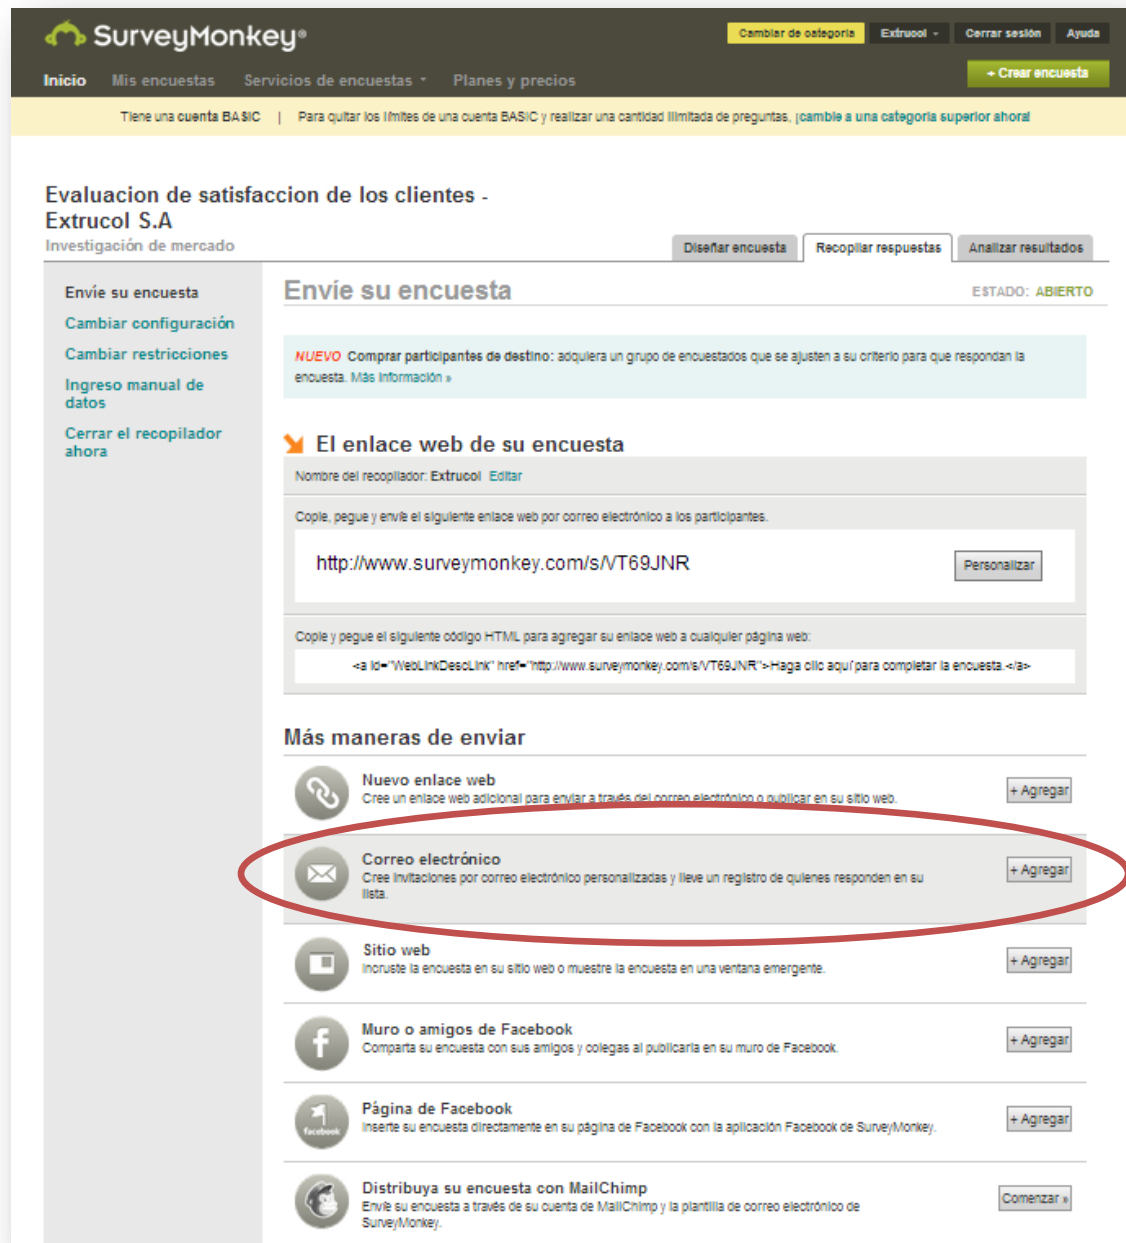 SurveyMonkey®
Cambiar de categoría
Extrucol
Cerrar sesión
Ayuda
Inicio
Mis encuestas
Servicios de encuestas
Planes y precios
+ Crear encuesta
Tiene una cuenta BASIC | Para quitar los límites de una cuenta BASIC y realizar una cantidad ilimitada de preguntas, ¡cambie a una categoría superior ahora!
Evaluacion de satisfaccion de los clientes -
Extrucol S.A
Investigación de mercado
Diseñar encuesta
Recopilar respuestas
Analizar resultados
Envíe su encuesta
Cambiar configuración
Cambiar restricciones
Ingreso manual de
datos
Cerrar el recopilador
ahora
Envíe su encuesta
ESTADO: ABIERTO
NUEVO Comprar participantes de destino: adquiera un grupo de encuestados que se ajusten a su criterio para que respondan la
encuesta. Más información »
El enlace web de su encuesta
Nombre del recopilador: Extrucol Editar
Copie, pegue y envíe el siguiente enlace web por correo electrónico a los participantes.
http://www.surveymonkey.com/s/VT69JNR
Personalizar
Copie y pegue el siguiente código HTML para agregar su enlace web a cualquier página web:
<a id="WebLinkDescLink" href="http://www.surveymonkey.com/s/VT69JNR">Haga clic aquí para completar la encuesta.</a>
Más maneras de enviar
Nuevo enlace web
Cree un enlace web adicional para enviar a través del correo electrónico o publicar en su sitio web.
+ Agregar
Correo electrónico
Cree invitaciones por correo electrónico personalizadas y lleve un registro de quienes responden en su
lista.
+ Agregar
Sitio web
Incruste la encuesta en su sitio web o muestre la encuesta en una ventana emergente.
+ Agregar
Muro o amigos de Facebook
Comparta su encuesta con sus amigos y colegas al publicarla en su muro de Facebook.
+ Agregar
facebook
Página de Facebook
Inserte su encuesta directamente en su página de Facebook con la aplicación Facebook de SurveyMonkey.
+ Agregar
Distribuya su encuesta con MailChimp
Envíe su encuesta a través de su cuenta de MailChimp y la plantilla de correo electrónico de
SurveyMonkey.
Comenzar »